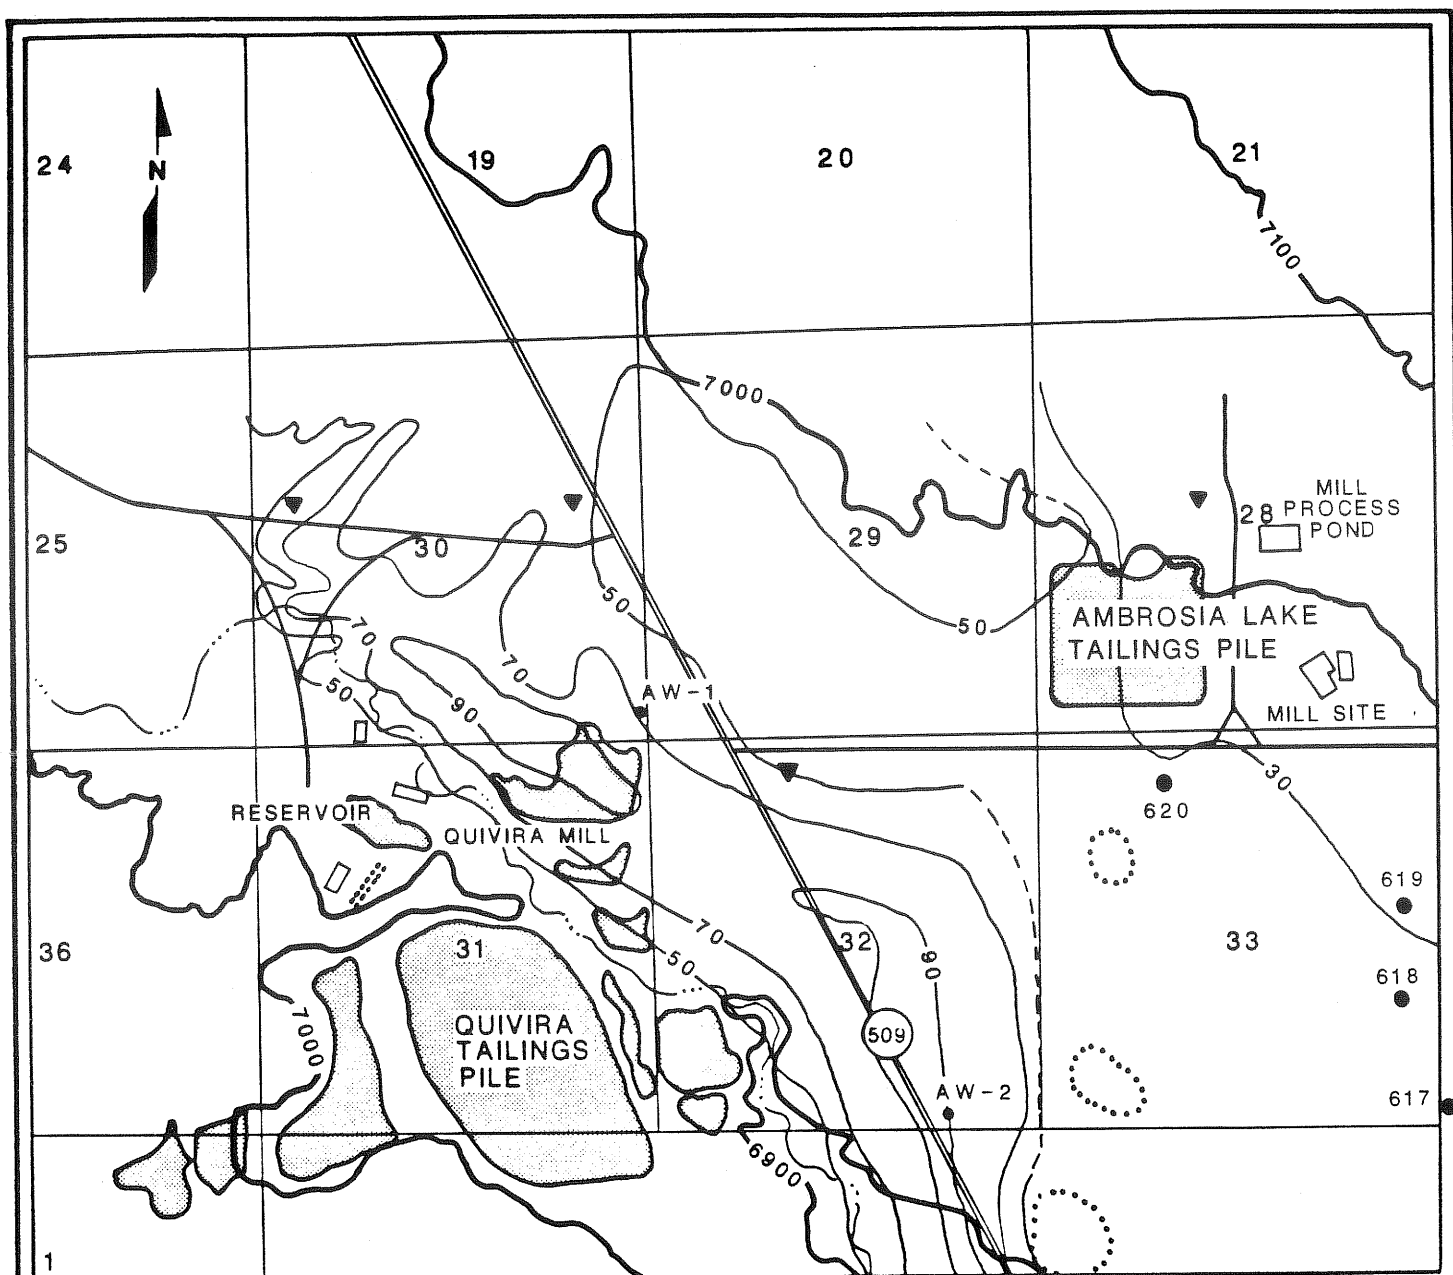 24
N
19
20
21
7100
7000
25
30
29
28
MILL
PROCESS
POND
50
50
AMBROSIA LAKE
TAILINGS PILE
70
70
50
90
AW-1
MILL SITE
30
620
RESERVOIR
QUIVIRA MILL
619
36
31
70
32
90
33
50
618
7000
QUIVIRA
TAILINGS
PILE
509
AW-2
617
6900
1